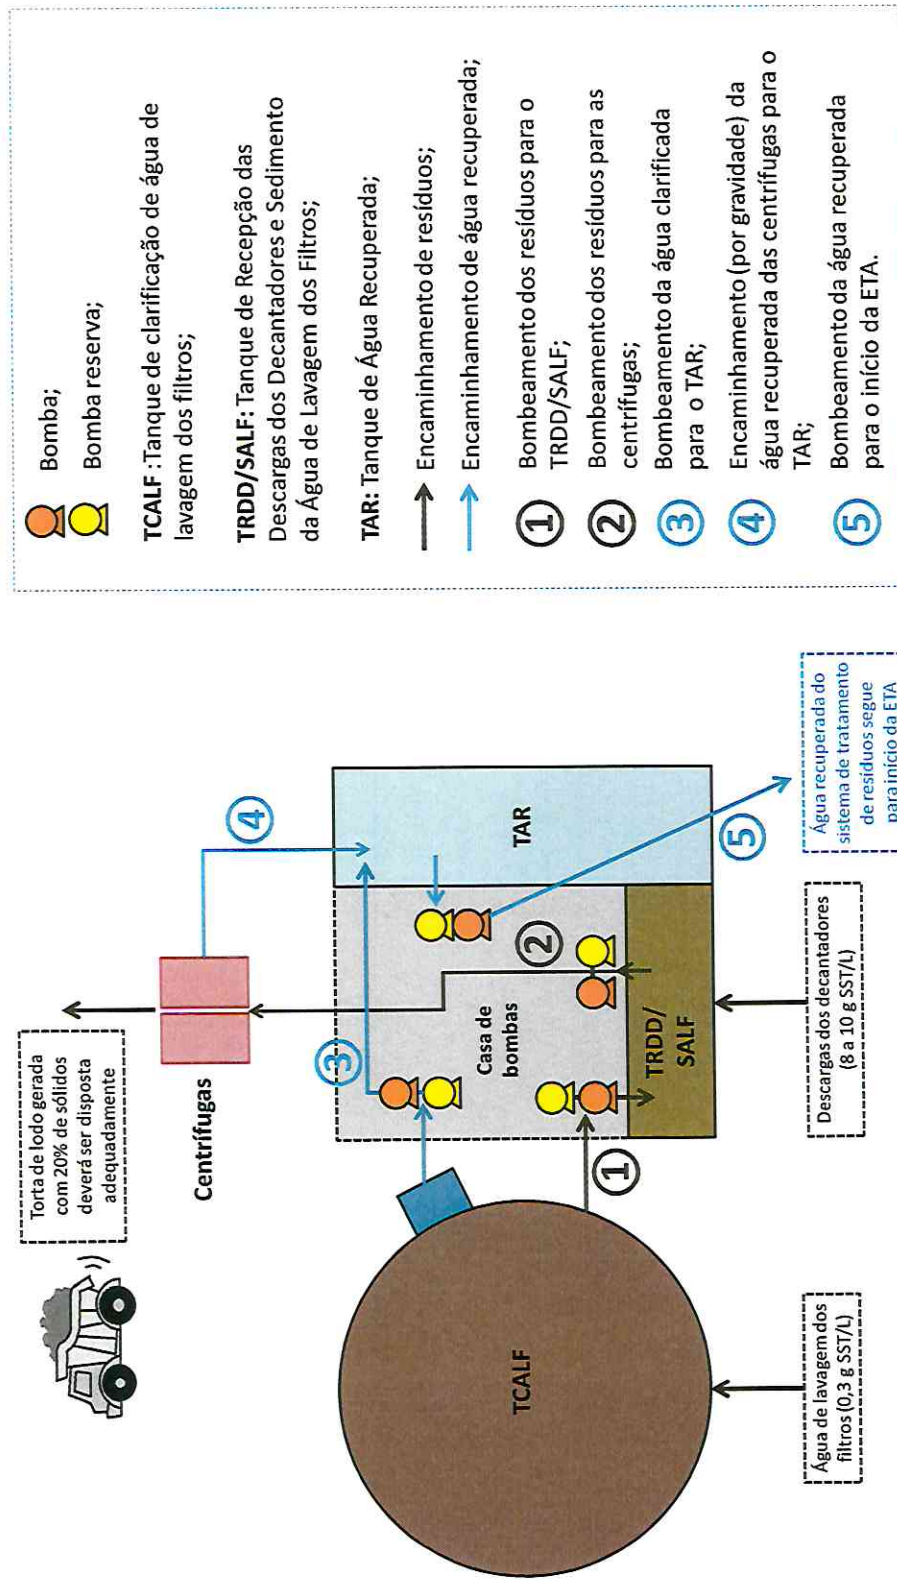 Torta de lodo gerada
com 20% de sólidos
deverá ser disposta
adequadamente
Centrífugas
4
3
Casa de
bombas
2
TAR
5
TCALF
1
TRDD/
SALF
Água de lavagem dos
filtros (0,3 g SST/L)
Descargas dos decantadores
(8 a 10 g SST/L)
Água recuperada do
sistema de tratamento
de resíduos segue
para início da ETA
Bomba;
Bomba reserva;
TCALF :Tanque de clarificação de água de
lavagem dos filtros;
TRDD/SALF: Tanque de Recepção das
Descargas dos Decantadores e Sedimento
da Água de Lavagem dos Filtros;
TAR: Tanque de Água Recuperada;
Encaminhamento de resíduos;
Encaminhamento de água recuperada;
1 Bombeamento dos resíduos para o
TRDD/SALF;
2 Bombeamento dos resíduos para as
centrífugas;
3 Bombeamento da água clarificada
para o TAR;
4 Encaminhamento (por gravidade) da
água recuperada das centrífugas para o
TAR;
5 Bombeamento da água recuperada
para o início da ETA.